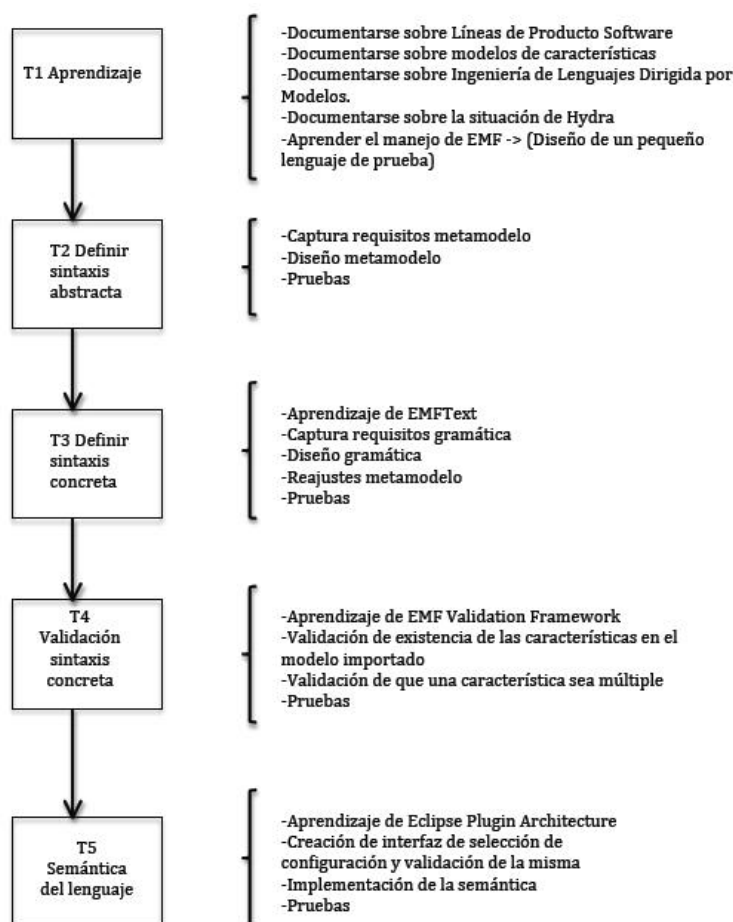 T1 Aprendizaje
-Documentarse sobre Líneas de Producto Software
-Documentarse sobre modelos de características
-Documentarse sobre Ingeniería de Lenguajes Dirigida por
Modelos.
-Documentarse sobre la situación de Hydra
-Aprender el manejo de EMF -> (Diseño de un pequeño
lenguaje de prueba)
T2 Definir
sintaxis
abstracta
-Captura requisitos metamodelo
-Diseño metamodelo
-Pruebas
T3 Definir
sintaxis
concreta
-Aprendizaje de EMFText
-Captura requisitos gramática
-Diseño gramática
-Reajustes metamodelo
-Pruebas
T4
Validación
sintaxis
concreta
-Aprendizaje de EMF Validation Framework
-Validación de existencia de las características en el
modelo importado
-Validación de que una característica sea múltiple
-Pruebas
T5
Semántica
del lenguaje
-Aprendizaje de Eclipse Plugin Architecture
-Creación de interfaz de selección de
configuración y validación de la misma
-Implementación de la semántica
-Pruebas